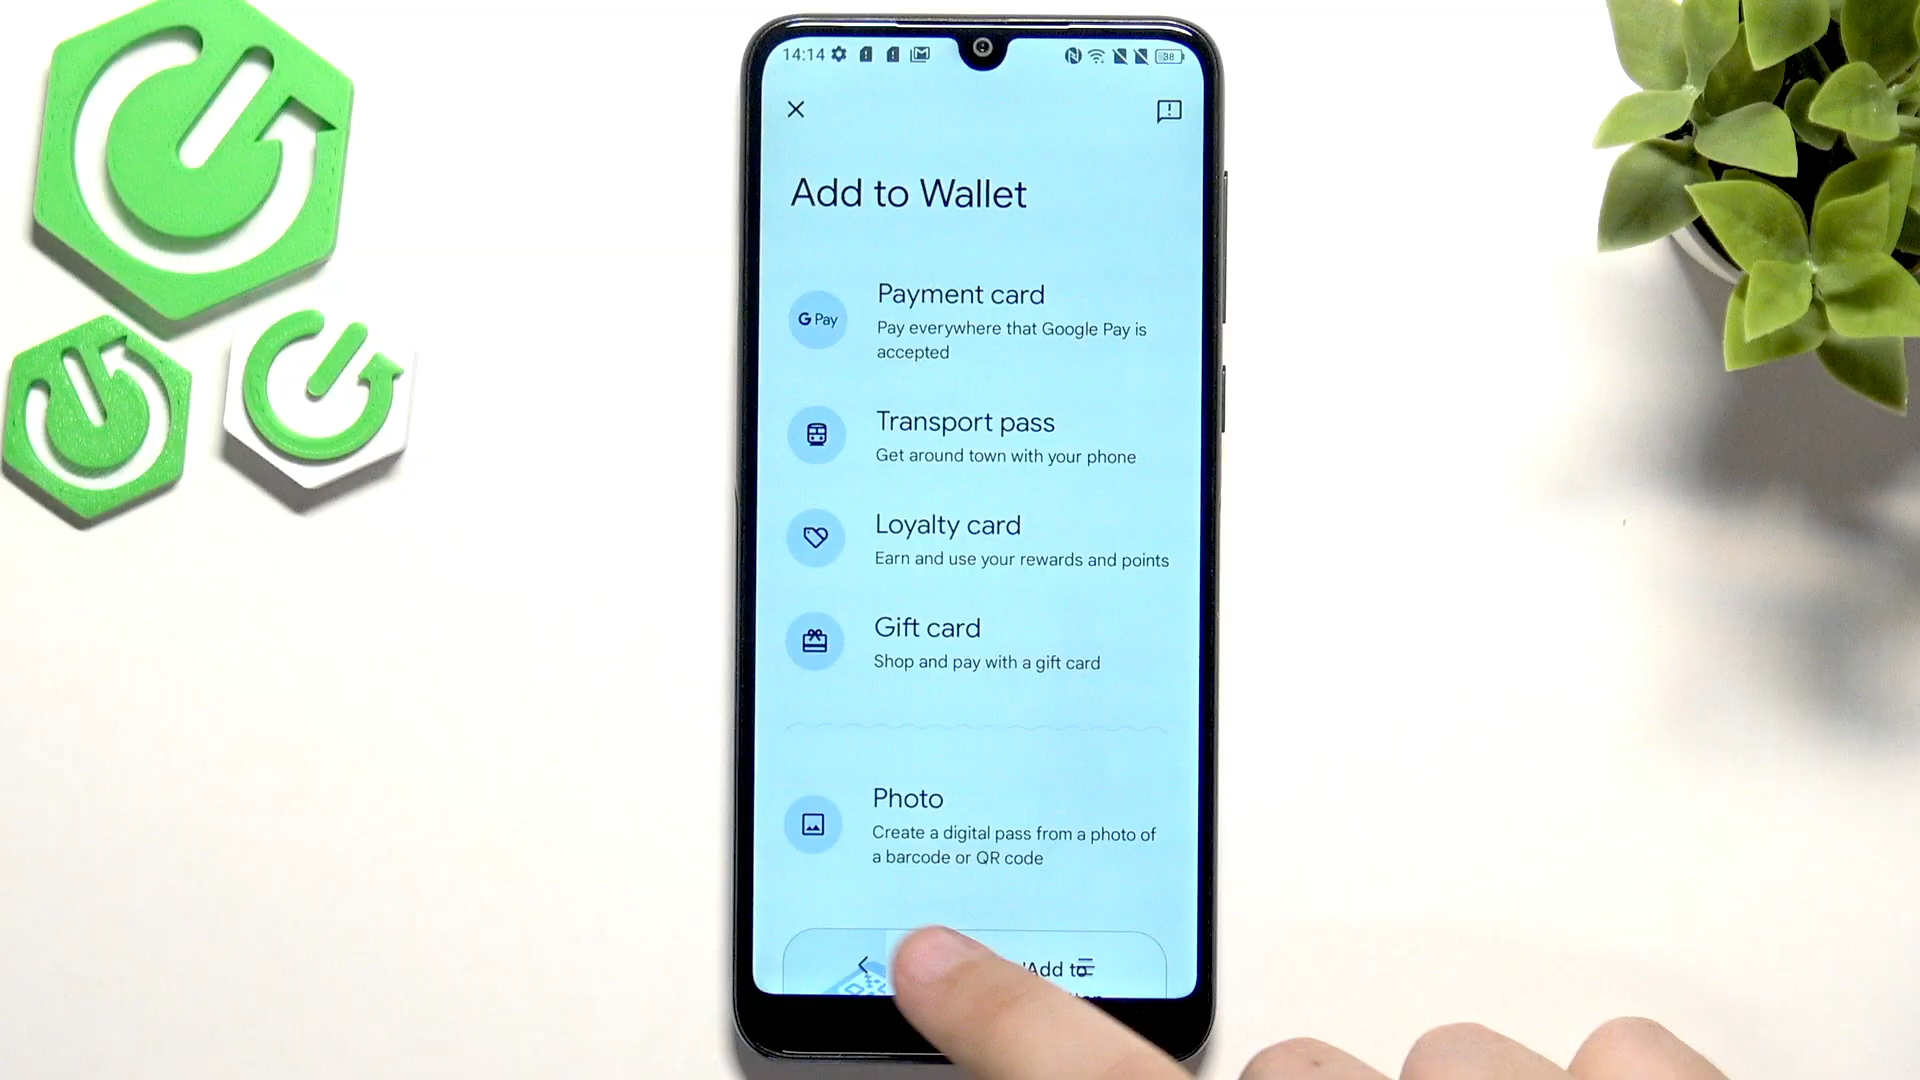 14:14
38
Add to Wallet
Payment card
G Pay
Pay everywhere that Google Pay is
accepted
Transport pass
Get around town with your phone
Loyalty card
Earn and use your rewards and points
Gift card
Shop and pay with a gift card
Photo
Create a digital pass from a photo of
a barcode or QR code
'Add to